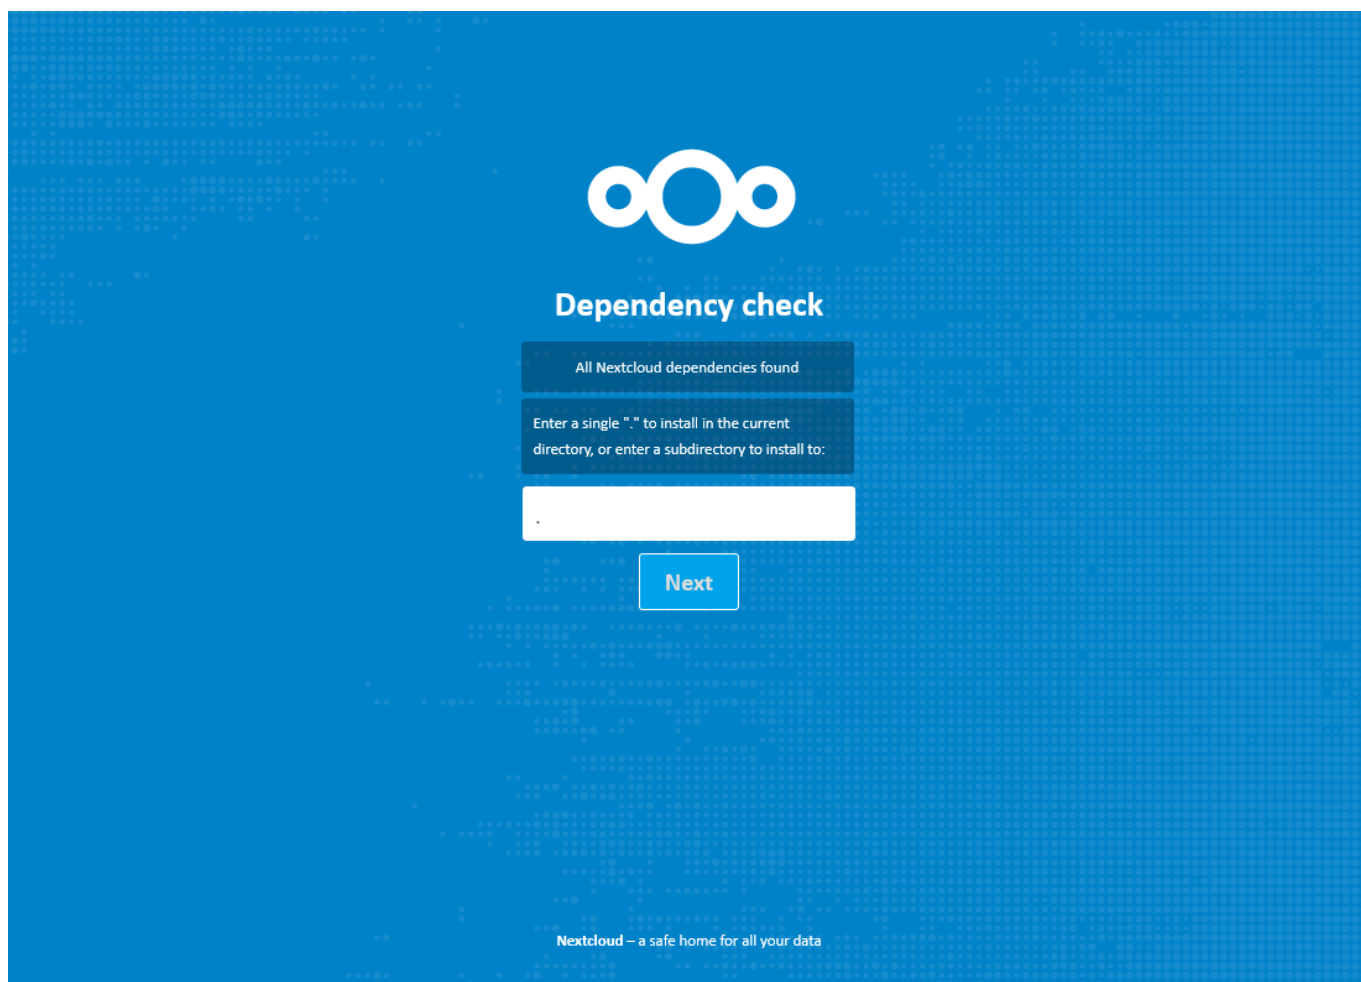 Dependency check
All Nextcloud dependencies found
Enter a single "." to install in the current
directory, or enter a subdirectory to install to:
.
Next
Nextcloud – a safe home for all your data